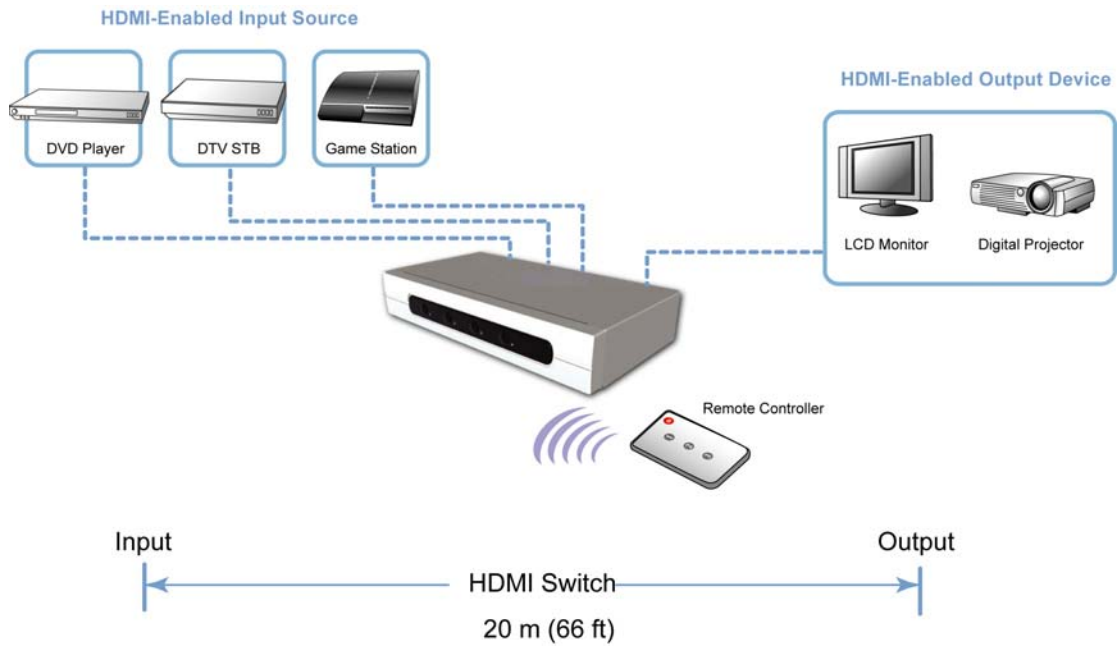 HDMI-Enabled Input Source
DVD Player
DTV STB
Game Station
HDMI-Enabled Output Device
LCD Monitor
Digital Projector
Remote Controller
Input
Output
HDMI Switch
20 m (66 ft)